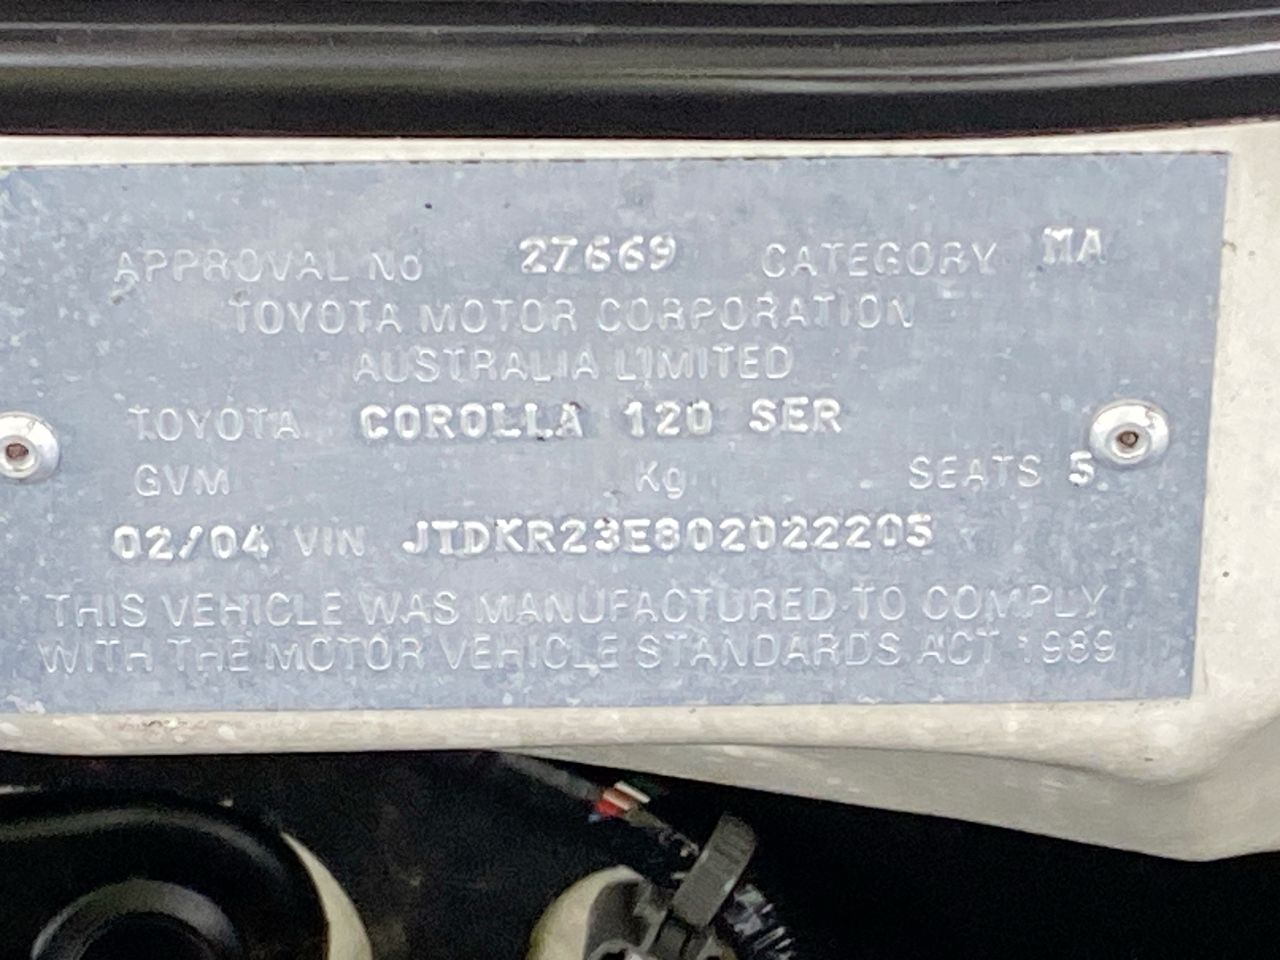 APPROVAL No 27669 CATEGORY MA
TOYOTA MOTOR CORPORATION
AUSTRALIA LIMITED
TOYOTA COROLLA 120 SER
GVM Kg SEATS 5
02/04 VIN JTDKR23E802022205
THIS VEHICLE WAS MANUFACTURED TO COMPLY
WITH THE MOTOR VEHICLE STANDARDS ACT 1989